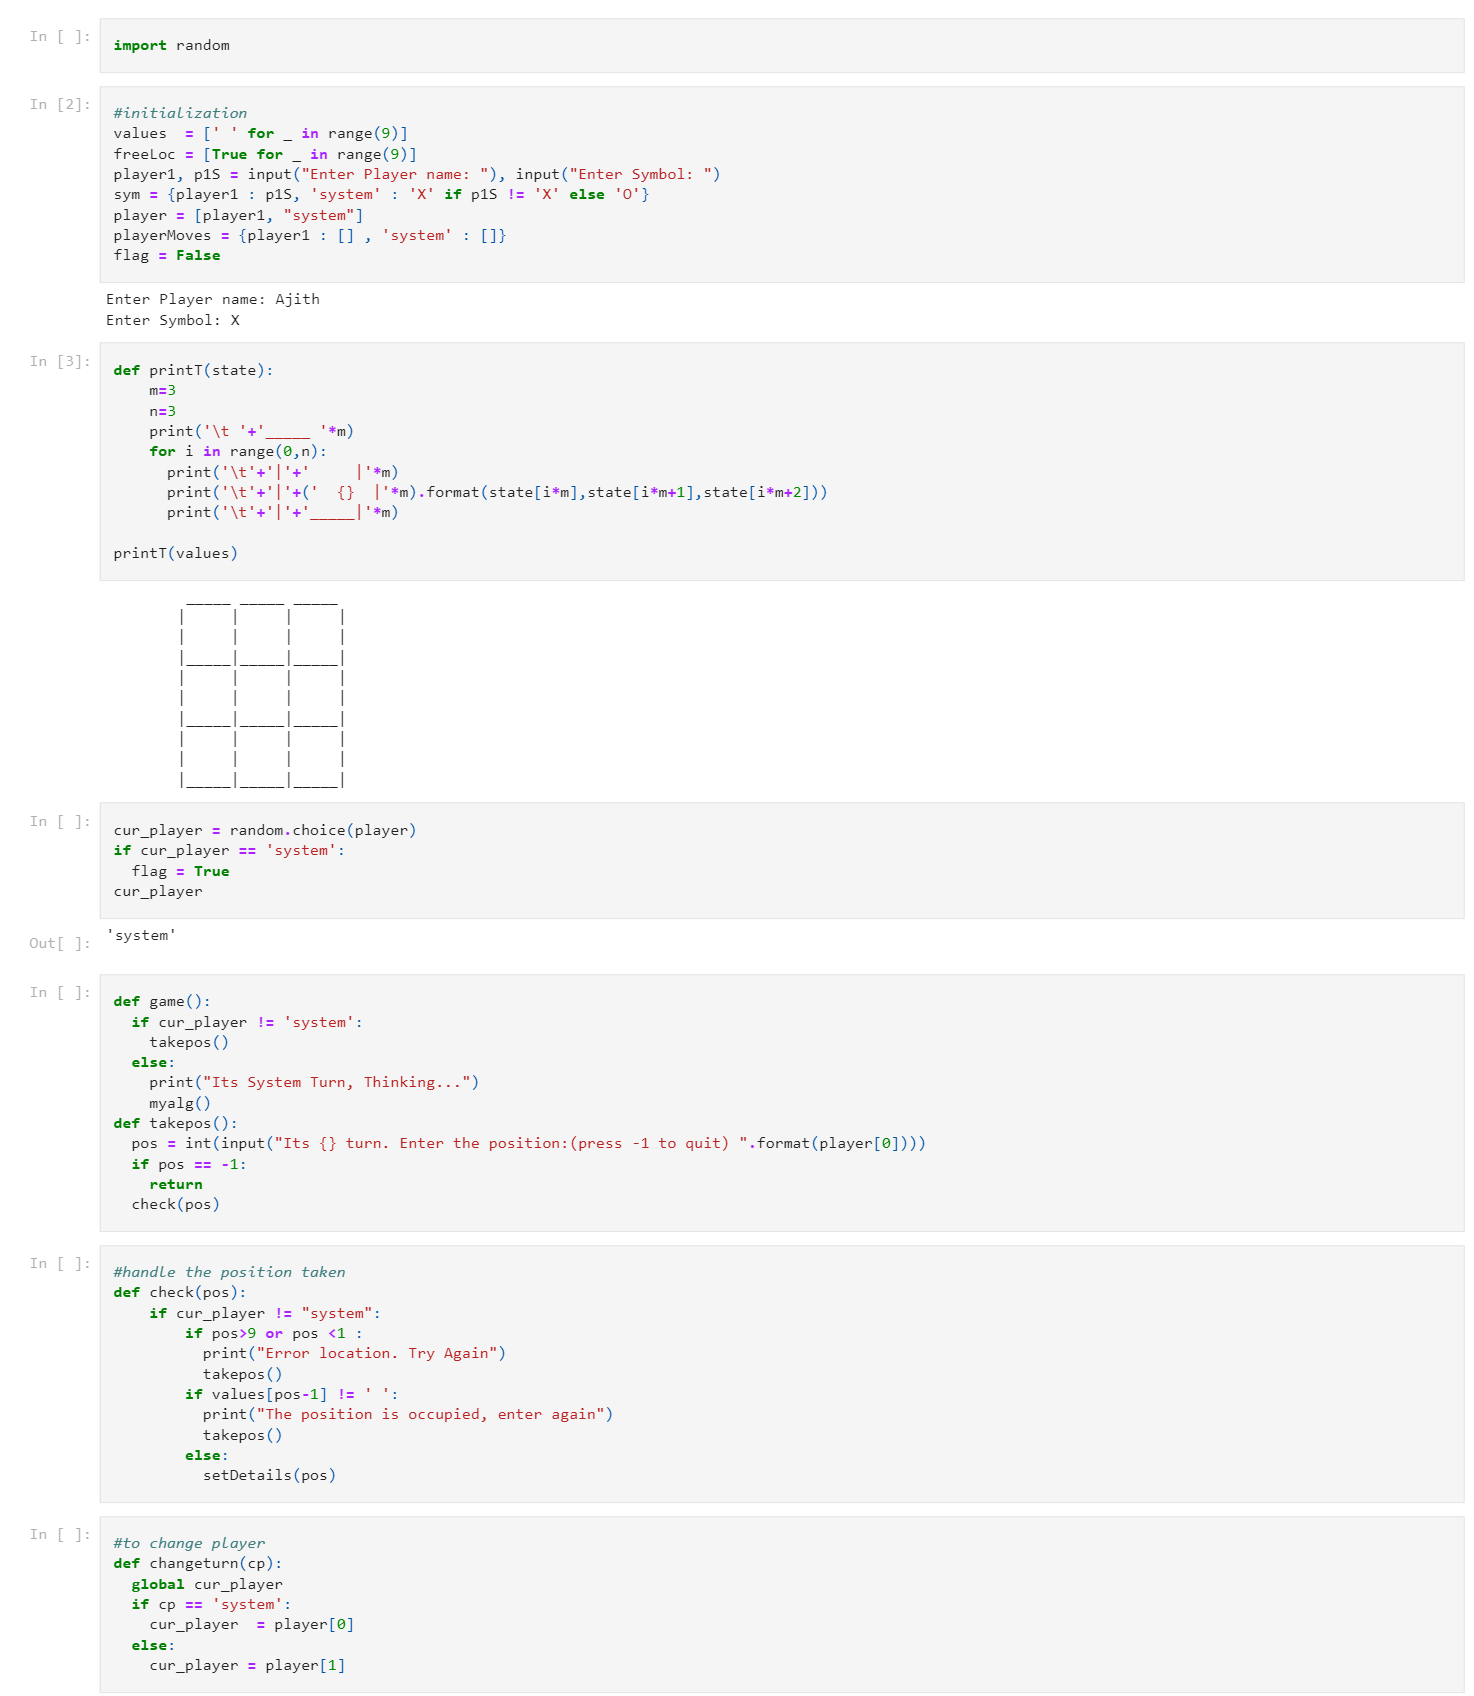 In [ ]:
import random
In [2]:
#initialization
values  = [' ' for _ in range(9)]
freeLoc = [True for _ in range(9)]
player1, p1S = input("Enter Player name: "), input("Enter Symbol: ")
sym = {player1 : p1S, 'system' : 'X' if p1S != 'X' else 'O'}
player = [player1, "system"]
playerMoves = {player1 : [] , 'system' : []}
flag = False
Enter Player name: Ajith
Enter Symbol: X
In [3]:
def printT(state):
    m=3
    n=3
    print('\t '+'_____ '*m)
    for i in range(0,n):
      print('\t'+'|'+'     |'*m)
      print('\t'+'|'+('  {}  |'*m).format(state[i*m],state[i*m+1],state[i*m+2]))
      print('\t'+'|'+'_____|'*m)
printT(values)
         _____ _____ _____
        |     |     |     |
        |     |     |     |
        |_____|_____|_____|
        |     |     |     |
        |     |     |     |
        |_____|_____|_____|
        |     |     |     |
        |     |     |     |
        |_____|_____|_____|
In [ ]:
cur_player = random.choice(player)
if cur_player == 'system':
  flag = True
cur_player
Out[ ]:
'system'
In [ ]:
def game():
  if cur_player != 'system':
    takepos()
  else:
    print("Its System Turn, Thinking...")
    myalg()
def takepos():
  pos = int(input("Its {} turn. Enter the position:(press -1 to quit) ".format(player[0])))
  if pos == -1:
    return
  check(pos)
In [ ]:
#handle the position taken
def check(pos):
    if cur_player != "system":
        if pos>9 or pos <1 :
          print("Error location. Try Again")
          takepos()
        if values[pos-1] != ' ':
          print("The position is occupied, enter again")
          takepos()
        else:
          setDetails(pos)
In [ ]:
#to change player
def changeturn(cp):
  global cur_player
  if cp == 'system':
    cur_player  = player[0]
  else:
    cur_player = player[1]